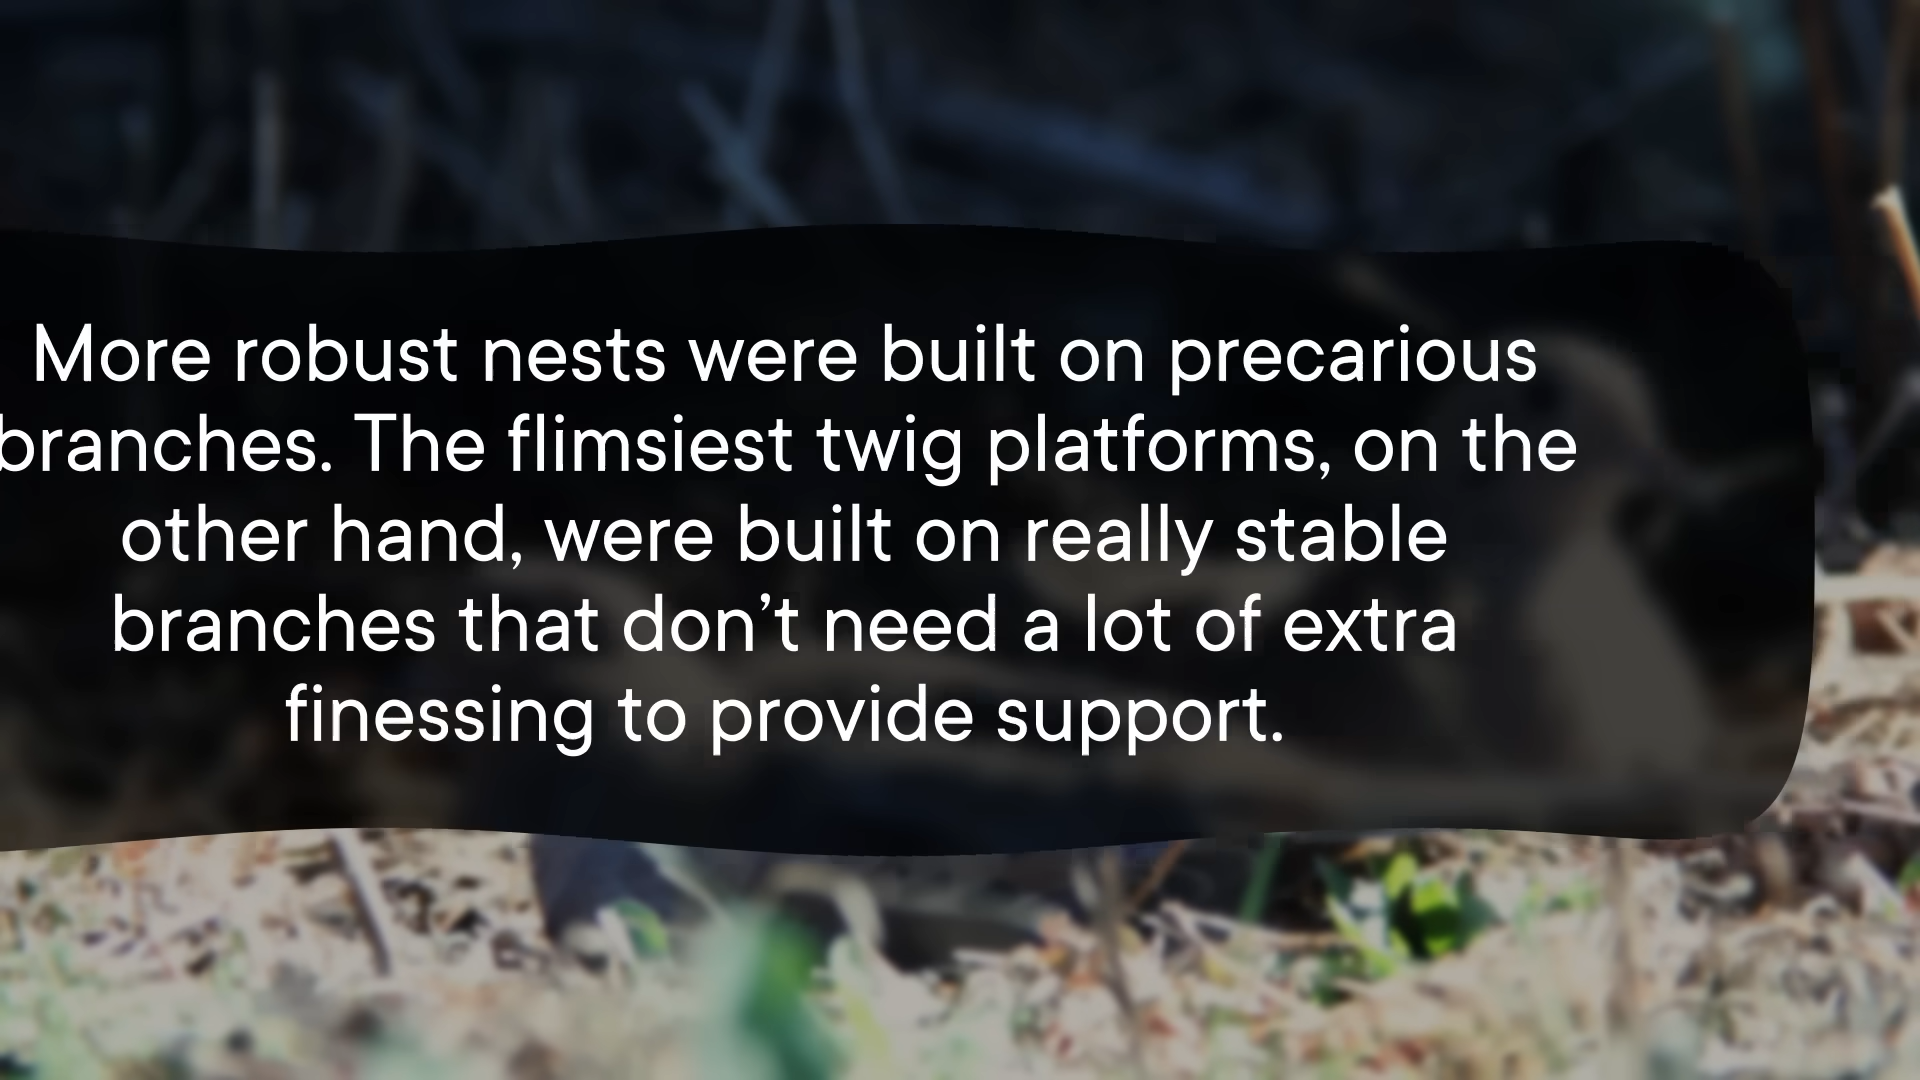 More robust nests were built on precarious
branches. The flimsiest twig platforms, on the
other hand, were built on really stable
branches that don’t need a lot of extra
finessing to provide support.